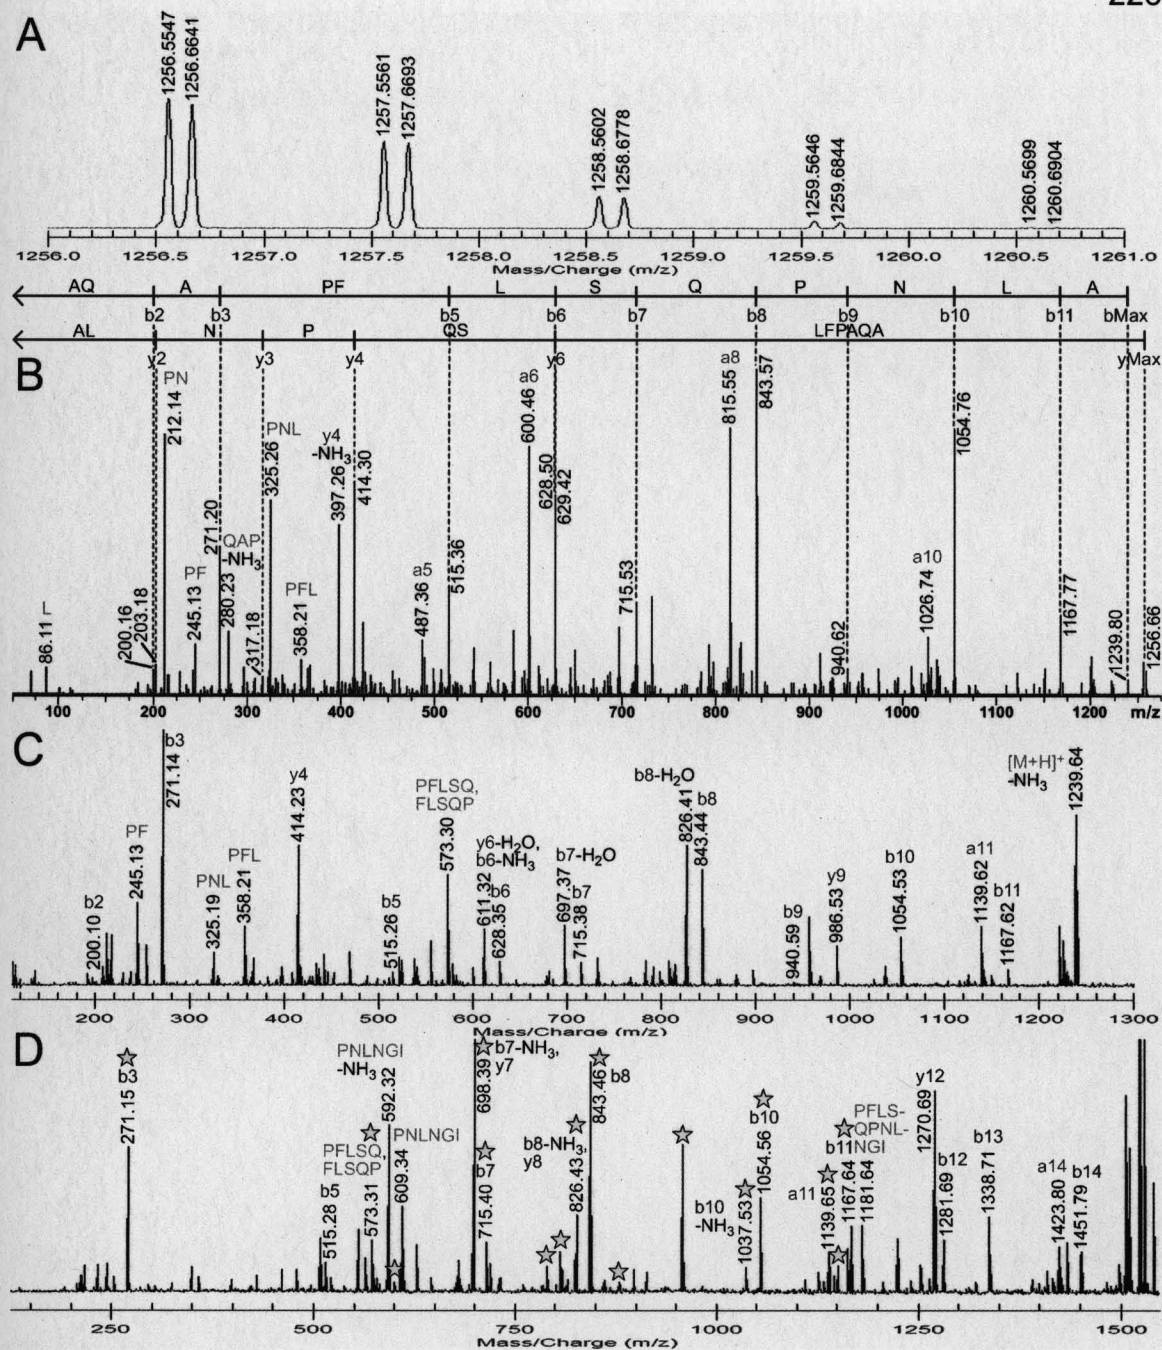 A
1256.5547
1256.6641
1257.5561
1257.6693
1258.5602
1258.6778
1259.5646
1259.6844
1260.5699
1260.6904
1256.0 1256.5 1257.0 1257.5 1258.0 1258.5 1259.0 1259.5 1260.0 1260.5 1261.0
Mass/Charge (m/z)
AQ A PF L S Q P N L A
b2 b3 b5 b6 b7 b8 b9 b10 b11 bMax
AL N P QS LFPAQA
y2 y3 y4 y6 yMax
B
200.16
203.18
86.11 L
PN
212.14
PF
245.13
271.20
QAP
-NH3
280.23
317.18
PNL
325.26
PFL
358.21
y4
-NH3
397.26
414.30
a5
487.36
515.36
a6
600.46
628.50
629.42
715.53
a8
815.55
843.57
940.62
a10
1026.74
1054.76
1167.77
1239.80
1256.66
100 200 300 400 500 600 700 800 900 1000 1100 1200 m/z
C
b2
200.10
PF
245.13
b3
271.14
PNL
325.19
PFL
358.21
y4
414.23
b5
515.26
PFLSQ,
FLSQP
573.30
y6-H2O,
b6-NH3
611.32
b6
628.35
b7-H2O
697.37
b7
715.38
b8-H2O
826.41
b8
843.44
b9
940.59
y9
986.53
b10
1054.53
a11
1139.62
b11
1167.62
[M+H]+
-NH3
1239.64
200 300 400 500 600 700 800 900 1000 1100 1200 1300
Mass/Charge (m/z)
D
b3
271.15
b5
515.28
PFLSQ,
FLSQP
573.31
PNLNGI
-NH3
592.32
PNLNGI
609.34
b7-NH3,
y7
698.39
b7
715.40
b8-NH3,
y8
826.43
b8
843.46
b10
-NH3
1037.53
b10
1054.56
a11
1139.65
b11
1167.64
PFLS-
QPNL-
NGI
1181.64
y12
1270.69
b12
1281.69
b13
1338.71
a14
1423.80
b14
1451.79
250 500 750 1000 1250 1500
Mass/Charge (m/z)